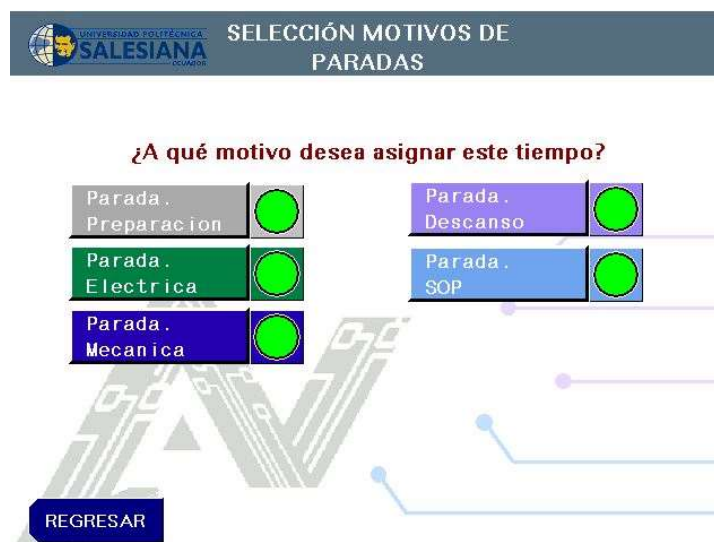 UNIVERSIDAD POLITÉCNICA
SALESIANA
ECUADOR
SELECCIÓN MOTIVOS DE
PARADAS
¿A qué motivo desea asignar este tiempo?
Parada.
Preparacion
Parada.
Descanso
Parada.
Electrica
Parada.
SOP
Parada.
Mecanica
REGRESAR